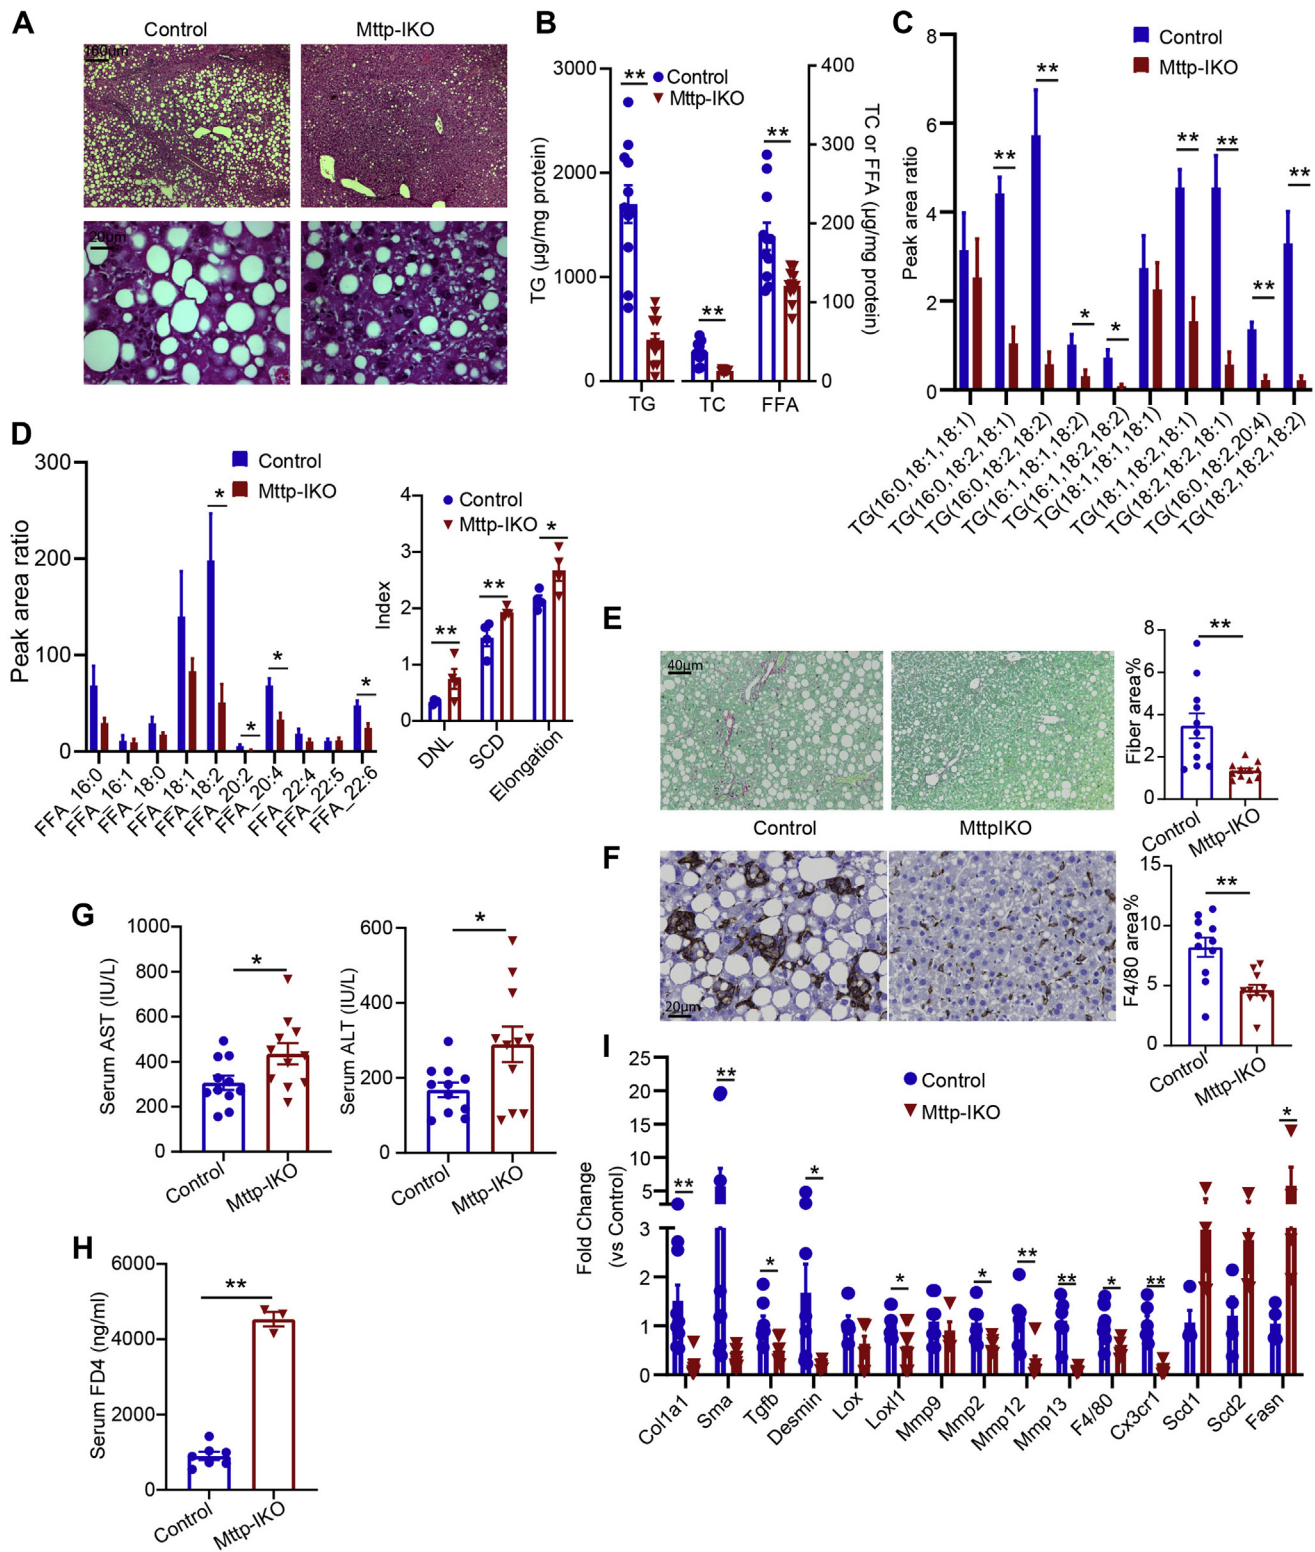 A
Control
Mttp-IKO
160μm
20μm
B
3000
2000
1000
0
TG (μg/mg protein)
Control
Mttp-IKO
**
**
**
400
300
200
100
0
TC or FFA (μg/mg protein)
TG
TC
FFA
C
8
6
4
2
0
Peak area ratio
Control
Mttp-IKO
**
**
*
*
**
**
**
**
TG(16:0,18:1,18:1)
TG(16:0,18:2,18:1)
TG(16:0,18:2,18:2)
TG(16:1,18:1,18:2)
TG(16:1,18:2,18:2)
TG(18:1,18:1,18:1)
TG(18:1,18:2,18:1)
TG(18:2,18:2,18:1)
TG(16:0,18:2,20:4)
TG(18:2,18:2,18:2)
D
300
200
100
0
Peak area ratio
Control
Mttp-IKO
*
*
*
*
FFA_16:0
FFA_16:1
FFA_18:0
FFA_18:1
FFA_18:2
FFA_20:2
FFA_20:4
FFA_22:4
FFA_22:5
FFA_22:6
4
3
2
1
0
Index
Control
Mttp-IKO
**
**
*
DNL
SCD
Elongation
E
40μm
Control
MttpIKO
8
6
4
2
0
Fiber area%
**
Control
Mttp-IKO
F
20μm
15
10
5
0
F4/80 area%
**
Control
Mttp-IKO
G
1000
800
600
400
200
0
Serum AST (IU/L)
*
Control
Mttp-IKO
600
400
200
0
Serum ALT (IU/L)
*
Control
Mttp-IKO
H
6000
4000
2000
0
Serum FD4 (ng/ml)
**
Control
Mttp-IKO
I
25
20
15
10
5
3
2
1
0
Fold Change
(vs Control)
Control
Mttp-IKO
**
**
*
*
*
*
**
**
*
**
*
Col1a1
Sma
Tgfb
Desmin
Lox
Loxl1
Mmp9
Mmp2
Mmp12
Mmp13
F4/80
Cx3cr1
Scd1
Scd2
Fasn